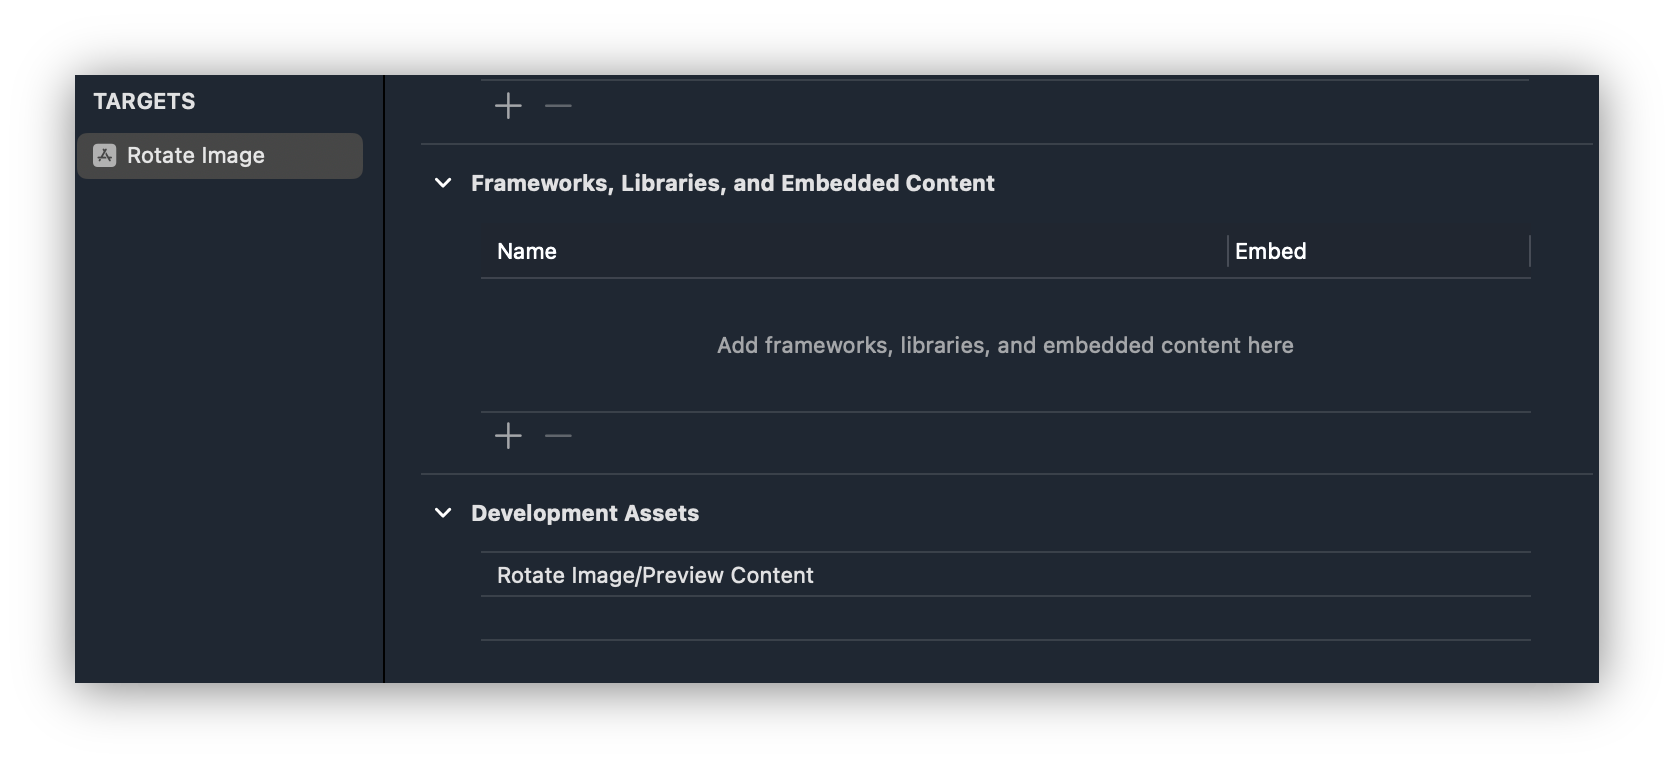 TARGETS
Rotate Image
Frameworks, Libraries, and Embedded Content
Name
Embed
Add frameworks, libraries, and embedded content here
Development Assets
Rotate Image/Preview Content